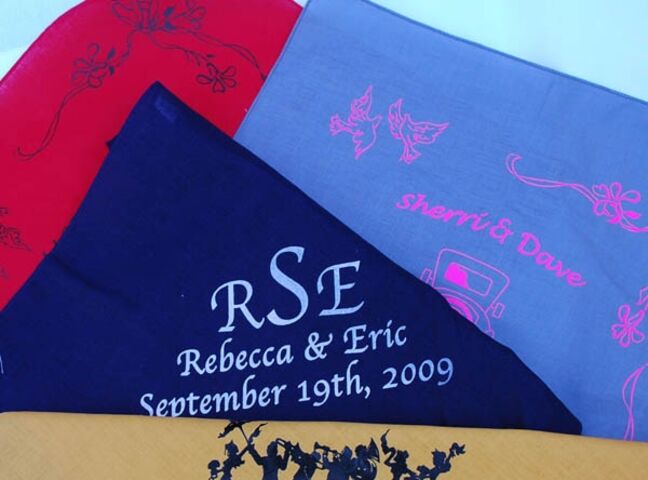 sherri & Dave
RSE
Rebecca & Eric
September 19th, 2009